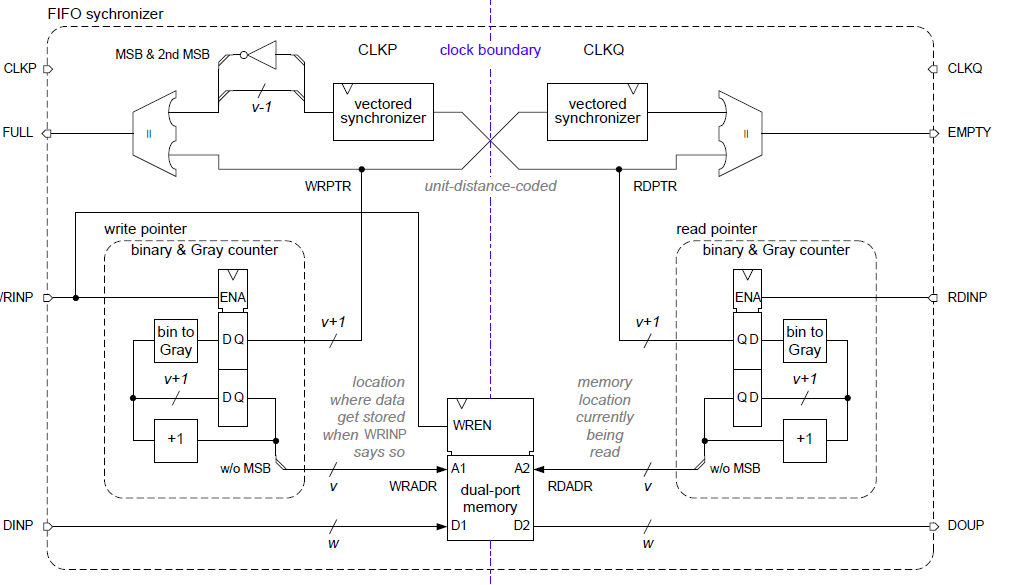 FIFO sychronizer
MSB & 2nd MSB
CLKP
clock boundary
CLKQ
CLKP
CLKQ
v-1
vectored
synchronizer
vectored
synchronizer
FULL
=
=
EMPTY
WRPTR
unit-distance-coded
RDPTR
write pointer
binary & Gray counter
read pointer
binary & Gray counter
/RINP
ENA
ENA
RDINP
bin to
Gray
D Q
v+1
v+1
Q D
bin to
Gray
v+1
D Q
location
where data
get stored
when WRINP
says so
memory
location
currently
being
read
Q D
v+1
+1
WREN
+1
w/o MSB
v
WRADR
A1
A2
RDADR
v
w/o MSB
dual-port
memory
DINP
w
D1
D2
w
DOUP